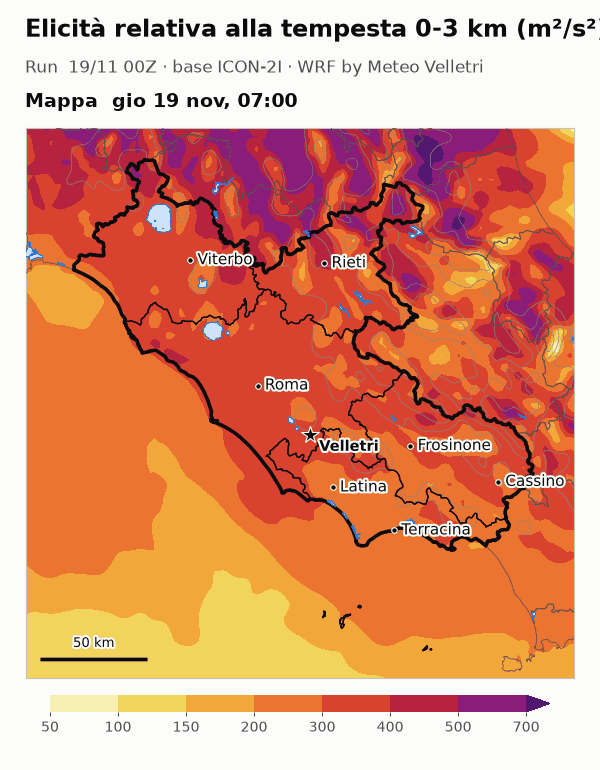 Elicità relativa alla tempesta 0-3 km (m²/s²)
Run 19/11 00Z · base ICON-2I · WRF by Meteo Velletri
Mappa gio 19 nov, 07:00
Viterbo
Rieti
Roma
Velletri
Frosinone
Cassino
Latina
Terracina
50 km
50 100 150 200 300 400 500 700